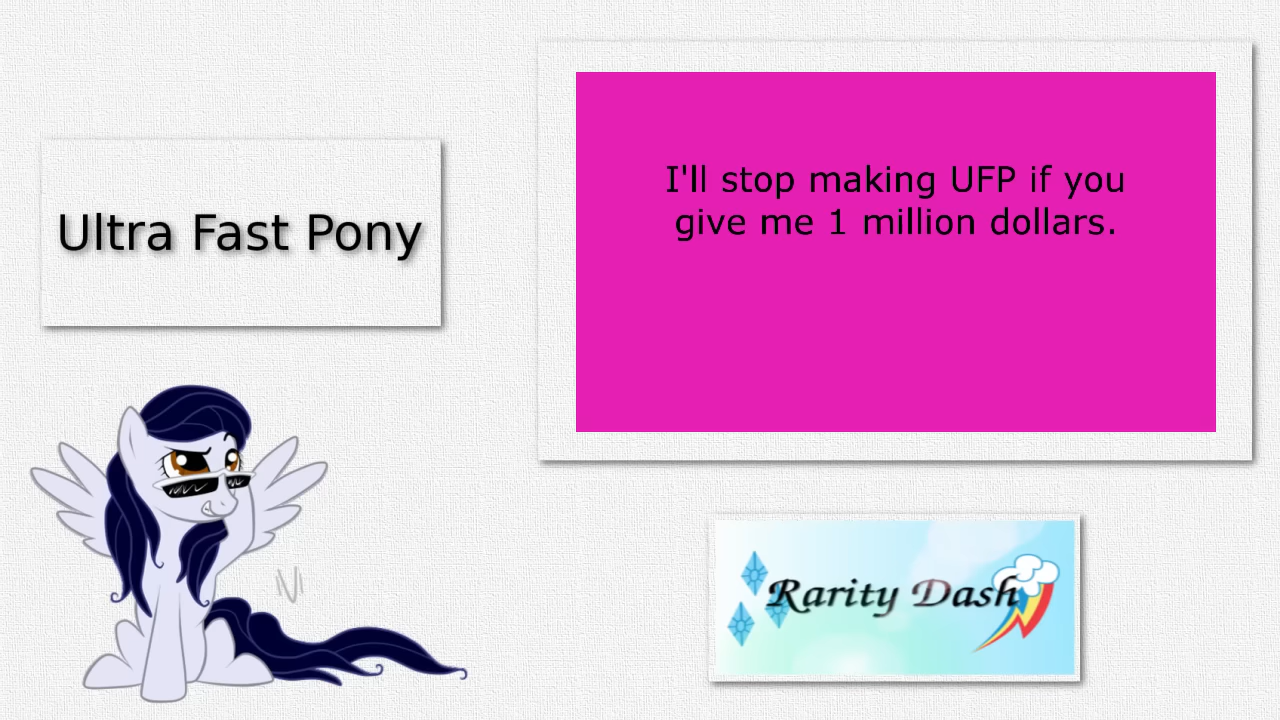 Ultra Fast Pony
I'll stop making UFP if you
give me 1 million dollars.
Rarity Dash